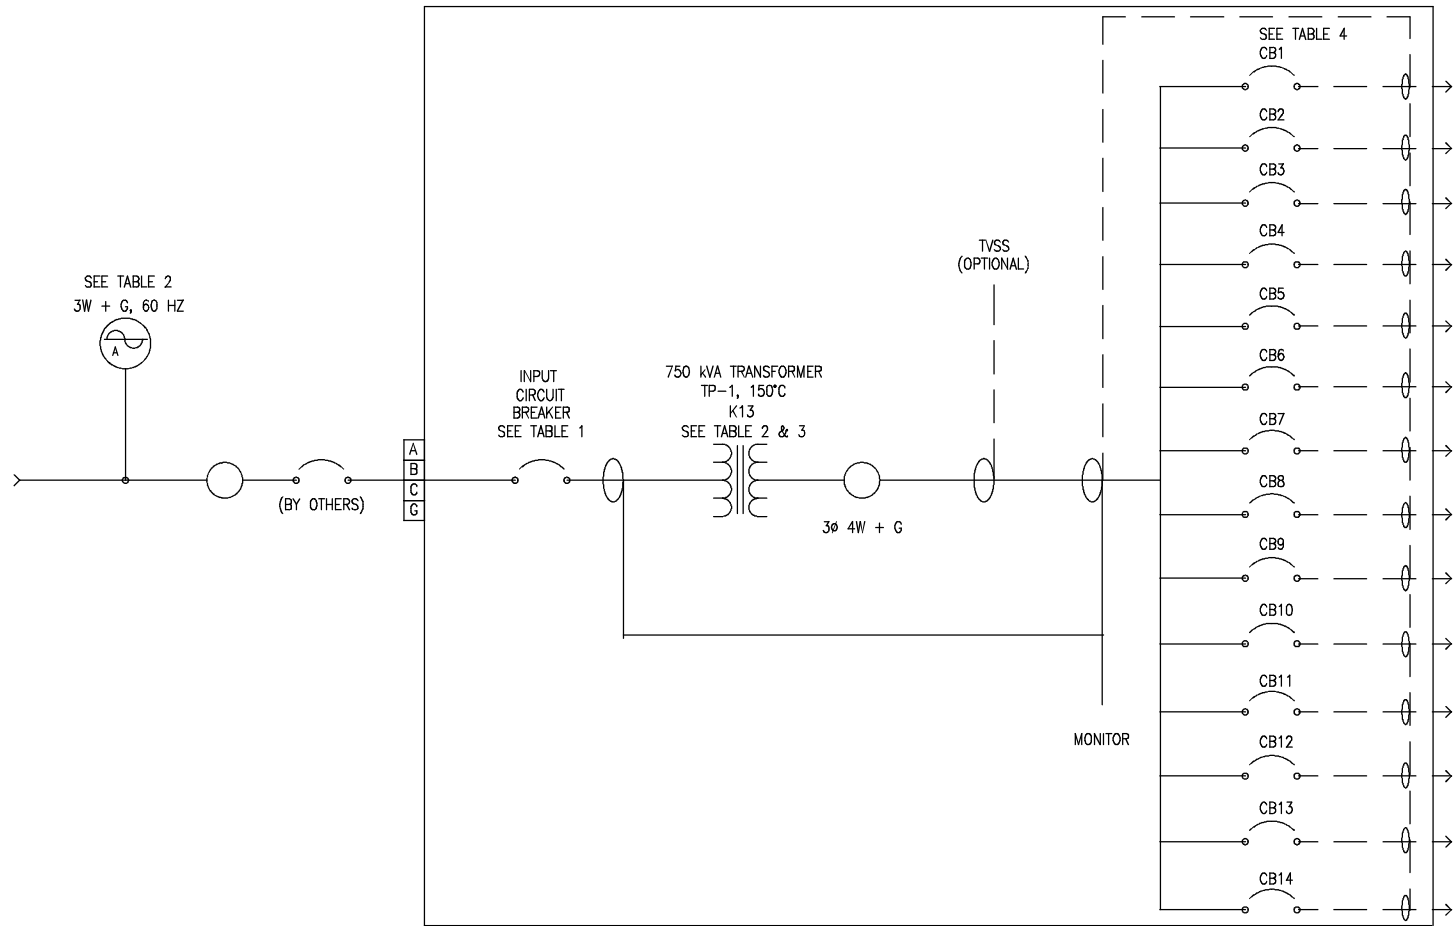 SEE TABLE 2
3W + G, 60 HZ
A
(BY OTHERS)
A
B
C
G
INPUT
CIRCUIT
BREAKER
SEE TABLE 1
750 kVA TRANSFORMER
TP-1, 150°C
K13
SEE TABLE 2 & 3
3ø 4W + G
TVSS
(OPTIONAL)
MONITOR
SEE TABLE 4
CB1
CB2
CB3
CB4
CB5
CB6
CB7
CB8
CB9
CB10
CB11
CB12
CB13
CB14